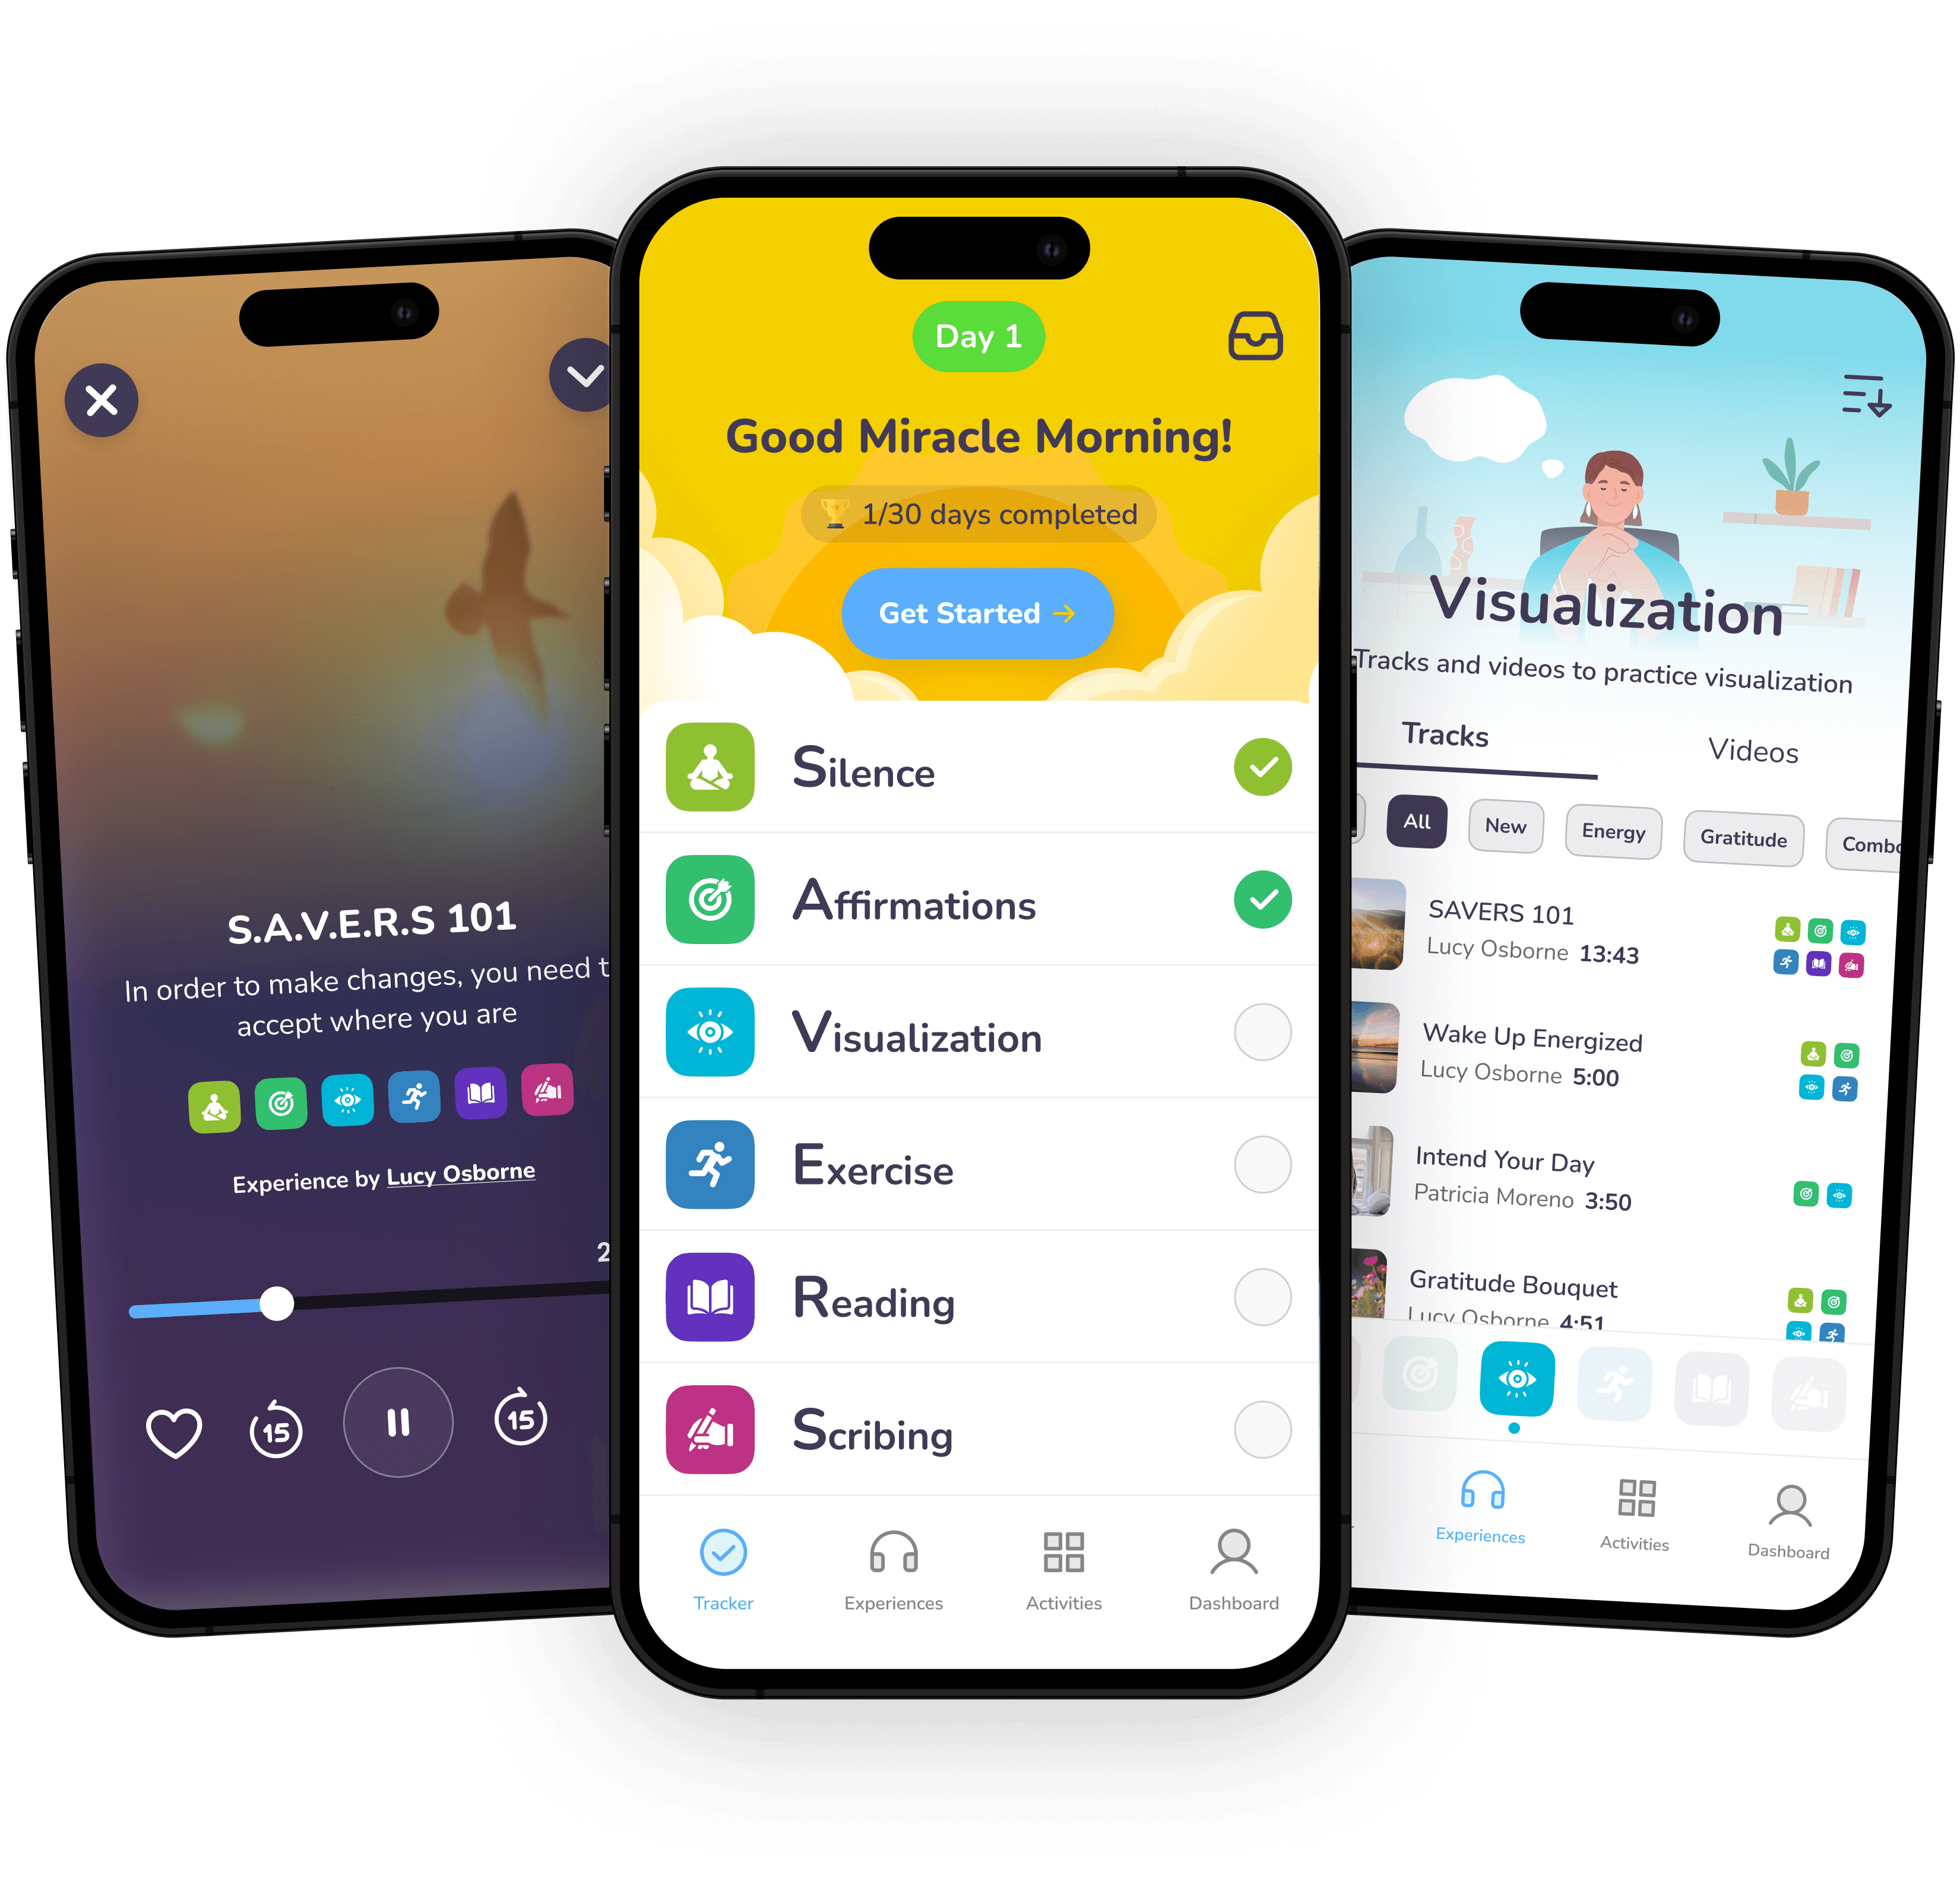 S.A.V.E.R.S 101
In order to make changes, you need
accept where you are
Experience by Lucy Osborne
15
15
Day 1
Good Miracle Morning!
1/30 days completed
Get Started →
Silence
Affirmations
Visualization
Exercise
Reading
Scribing
Tracker
Experiences
Activities
Dashboard
Visualization
Tracks and videos to practice visualization
Tracks
Videos
All
New
Energy
Gratitude
SAVERS 101
Lucy Osborne 13:43
Wake Up Energized
Lucy Osborne 5:00
Intend Your Day
Patricia Moreno 3:50
Gratitude Bouquet
Lucy Osborne 4:51
Experiences
Activities
Dashboard